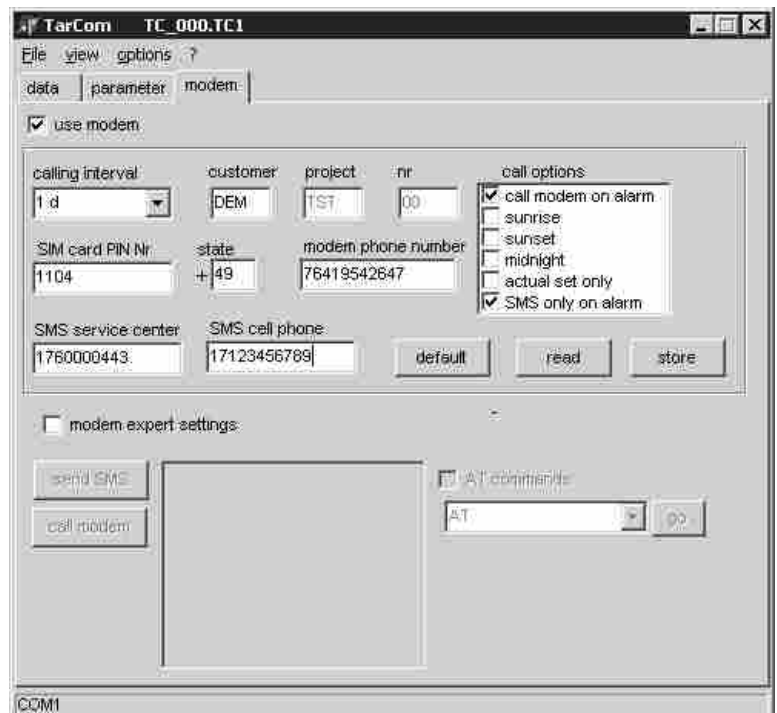 TarCom TC_000.TC1
File view options ?
data parameter modem
use modem
calling interval customer project nr call options
1 d DEM TST 00 call modem on alarm
sunrise
sunset
midnight
actual set only
SMS only on alarm
SIM card PIN Nr state modem phone number
1104 + 49 76419542647
SMS service center SMS cell phone
1760000443 17123456789 default read store
modem expert settings
send SMS AT commands
call modem AT go
COM1